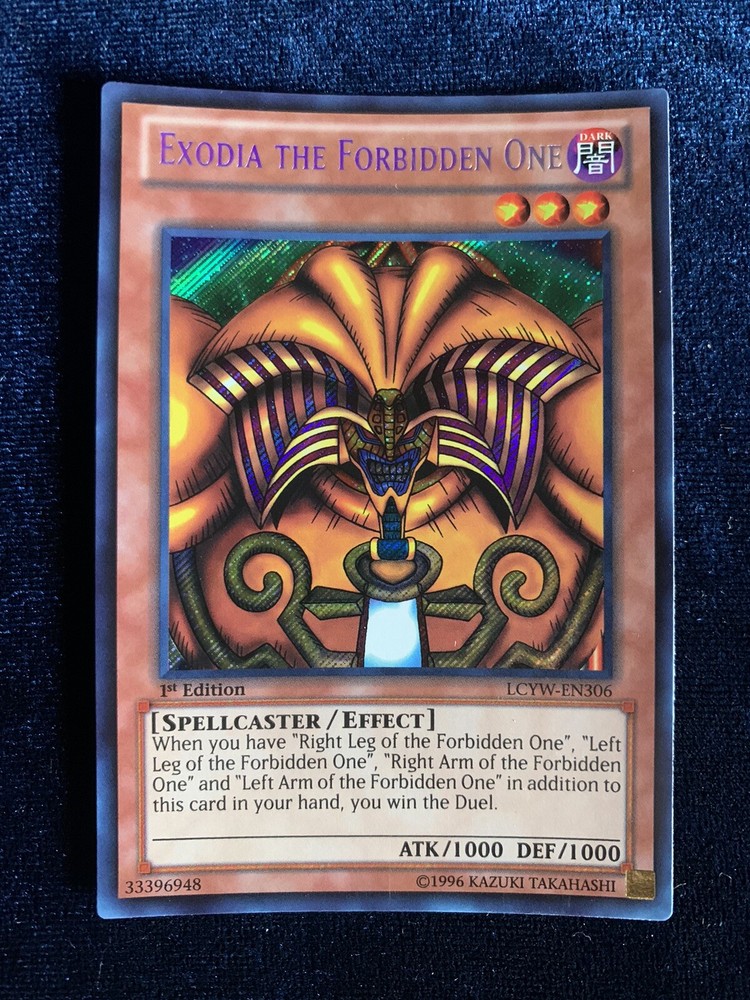 EXODIA THE FORBIDDEN ONE
DARK
闇
1st Edition
LCYW-EN306
[SPELLCASTER/EFFECT]
When you have "Right Leg of the Forbidden One", "Left
Leg of the Forbidden One", "Right Arm of the Forbidden
One" and "Left Arm of the Forbidden One" in addition to
this card in your hand, you win the Duel.
ATK/1000 DEF/1000
33396948
©1996 KAZUKI TAKAHASHI